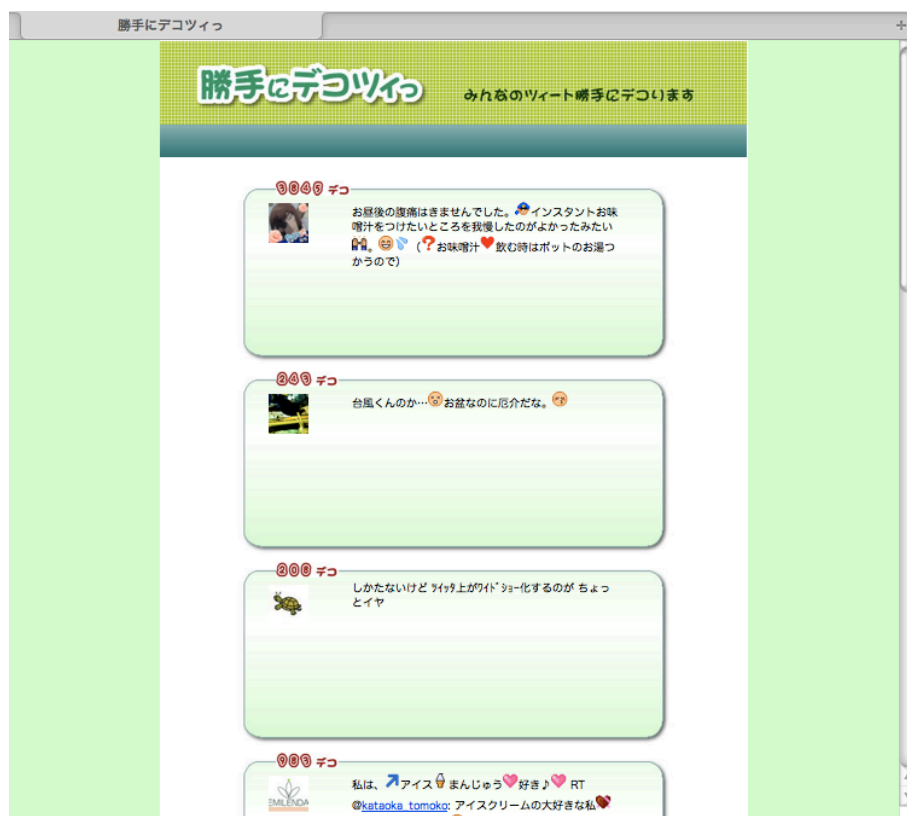 勝手にデコツィっ
勝手にデコツィっ
みんなのツィート勝手にデコります
3845 デコ
お昼後の腹痛はきませんでした。インスタントお味
噌汁をつけたいところを我慢したのがよかったみたい
。（お味噌汁飲む時はポットのお湯つ
かうので）
243 デコ
台風くんのか…お盆なのに厄介だな。
208 デコ
しかたないけど ﾂｲｯﾀ上がﾜｲﾄﾞｼｮｰ化するのが ちょっ
とイヤ
983 デコ
私は、アイスまんじゅう好き♪ RT
EMILENDA
@kataoka_tomoko: アイスクリームの大好きな私